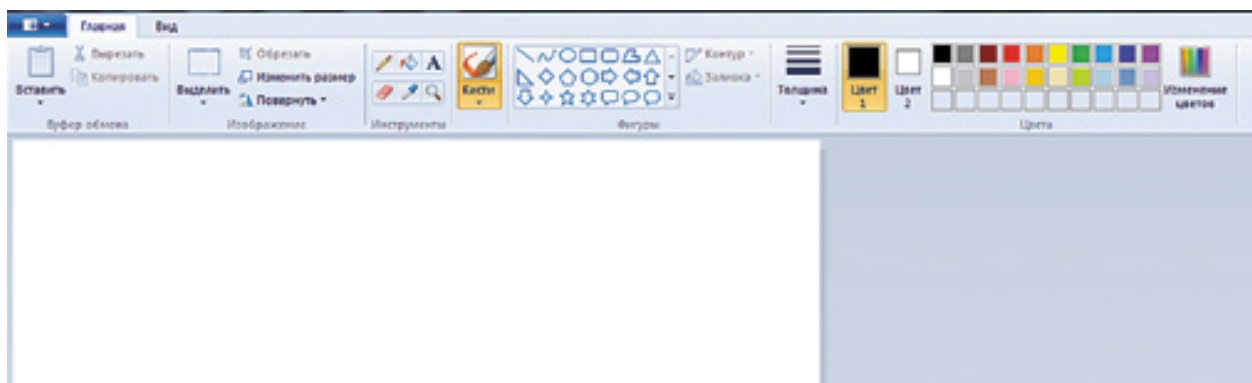 Главная Вид
Вставить
Вырезать
Копировать
Буфер обмена
Выделить
Обрезать
Изменить размер
Повернуть
Изображение
A
Инструменты
Кисти
Контур
Заливка
Фигуры
Толщина
Цвет
1
Цвет
2
Изменение
цветов
Цвета